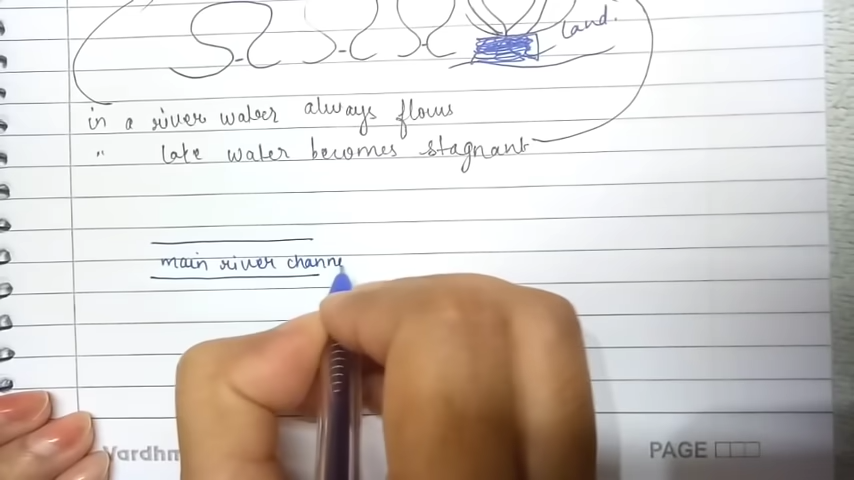 Land.
in a river water always flows
" lake water becomes stagnant
main river channe
Vardhm
PAGE